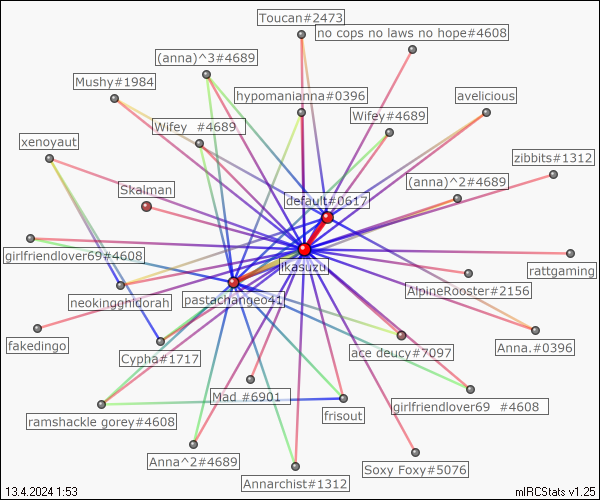 Toucan#2473
no cops no laws no hope#4608
(anna)^3#4689
Mushy#1984
hypomanianna#0396
avelicious
Wifey #4689
Wifey#4689
xenoyaut
zibbits#1312
Skalman
(anna)^2#4689
default#0617
girlfriendlover69#4608
ikasuzu
rattgaming
AlpineRooster#2156
neokingghidorah
pastachangeo41
fakedingo
Cypha#1717
ace deucy#7097
Anna.#0396
Mad #6901
girlfriendlover69 #4608
ramshackle gorey#4608
frisout
Anna^2#4689
Annarchist#1312
Soxy Foxy#5076
13.4.2024 1:53
mIRCStats v1.25